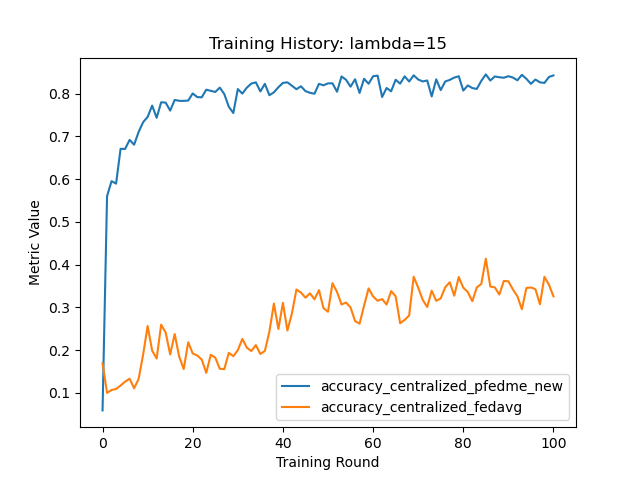 Training History: lambda=15
Metric Value
0.8
0.7
0.6
0.5
0.4
0.3
0.2
0.1
accuracy_centralized_pfedme_new
accuracy_centralized_fedavg
0 20 40 60 80 100
Training Round